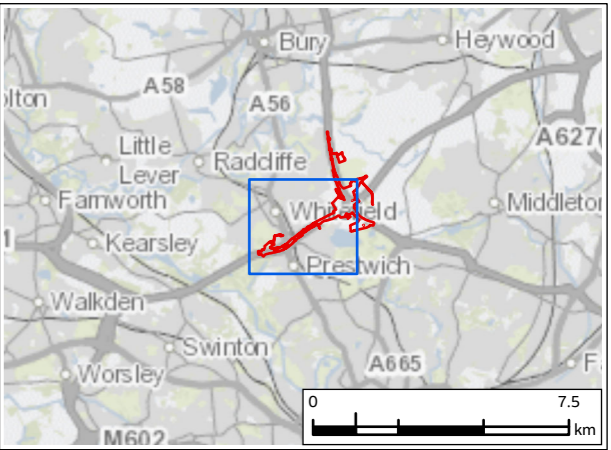 Bury
Heywood
A58
olton
A56
A627(
Little
Lever
Radcliffe
Farnworth
Whitefield
Middleton
1
Kearsley
Prestwich
Walkden
Swinton
A665
F
Worsley
M602
0 7.5
km